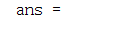 ans =